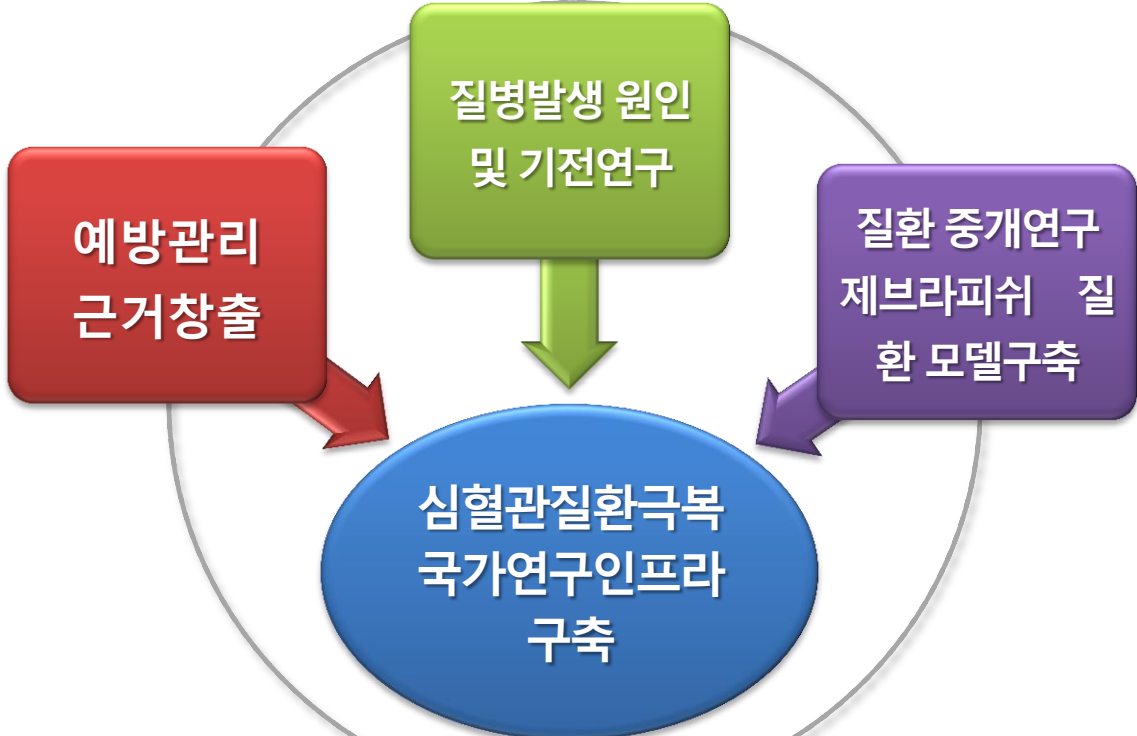 질병발생 원인
및 기전연구
예방관리
근거창출
질환 중개연구
제브라피쉬 질
환 모델구축
심혈관질환극복
국가연구인프라
구축